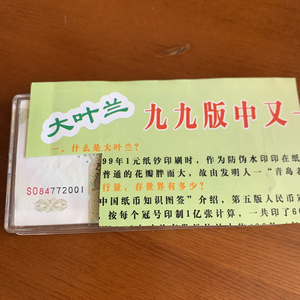 大叶兰
九九版中又
一、什么是大叶兰?
99年1元纸钞印刷时，作为防伪水印印在纸
普通的花瓣胖而大，故由发明人一"青岛
行量，存世界有多少?
中国纸币知识图签"介绍，第五版人民币
，按每个冠号印制1亿张计算，一共印了6
S084772001